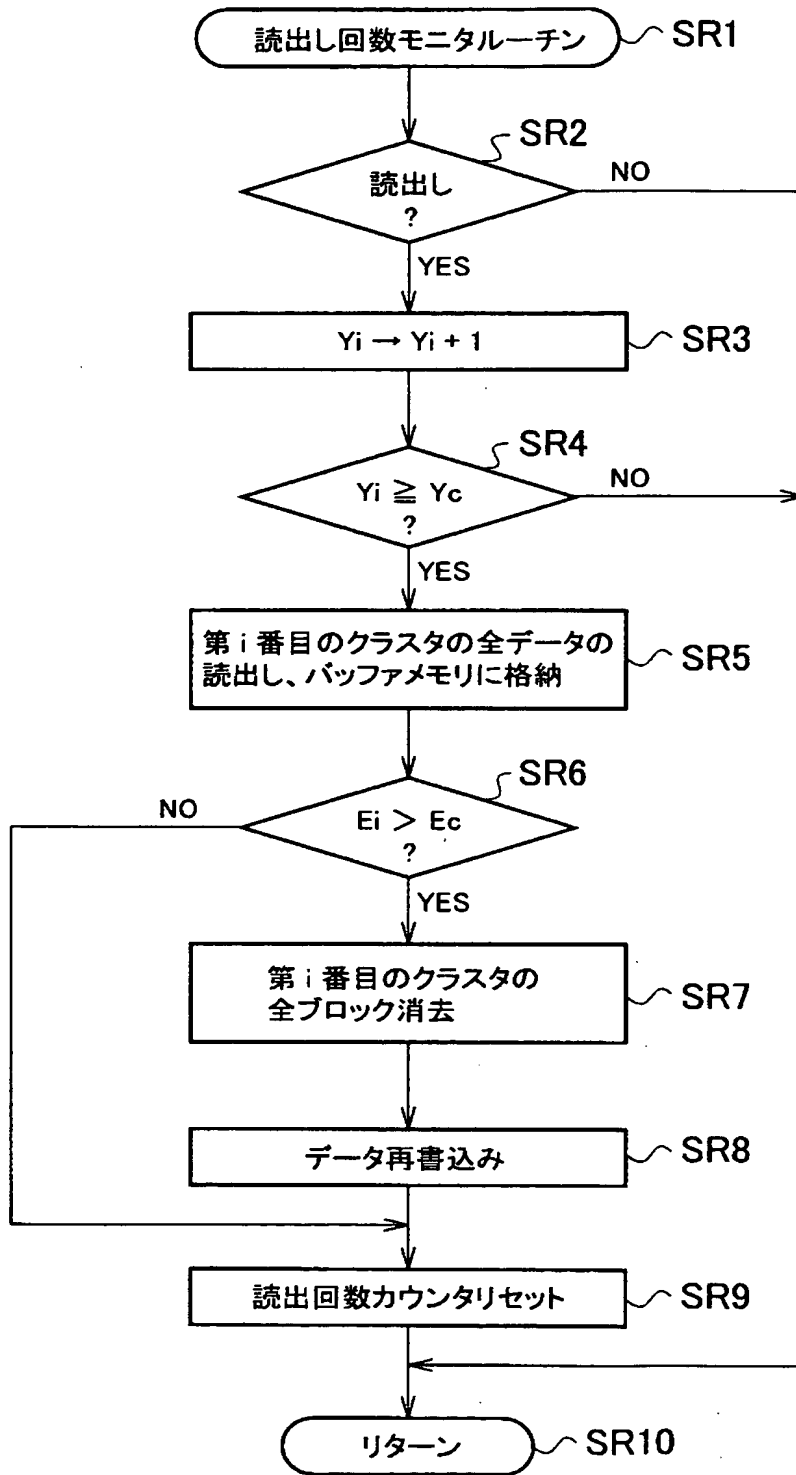 読出し回数モニタルーチン
SR1
SR2
読出し
?
NO
YES
Yi → Yi + 1
SR3
SR4
Yi ≧ Yc
?
NO
YES
第 i 番目のクラスタの全データの
読出し、バッファメモリに格納
SR5
SR6
NO
Ei > Ec
?
YES
第 i 番目のクラスタの
全ブロック消去
SR7
データ再書込み
SR8
読出回数カウンタリセット
SR9
リターン
SR10